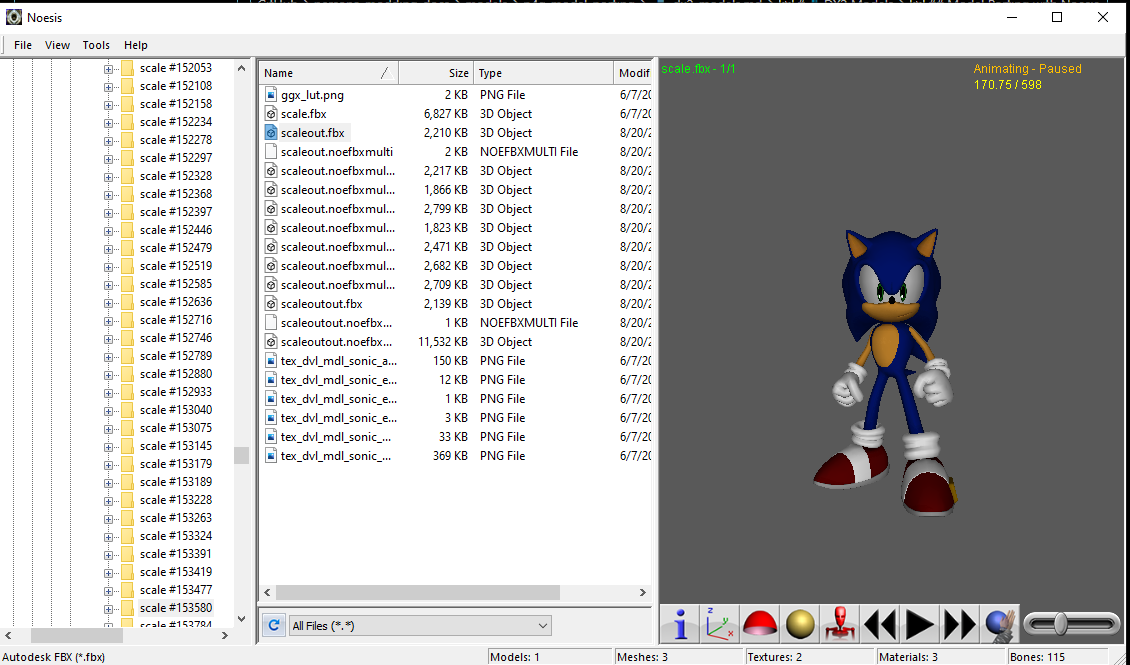 Noesis
File View Tools Help
scale #152053
scale #152108
scale #152158
scale #152234
scale #152278
scale #152297
scale #152328
scale #152368
scale #152397
scale #152446
scale #152479
scale #152519
scale #152585
scale #152636
scale #152716
scale #152746
scale #152789
scale #152880
scale #152933
scale #153040
scale #153075
scale #153145
scale #153179
scale #153189
scale #153228
scale #153263
scale #153324
scale #153391
scale #153419
scale #153477
scale #153580
scale #153784
Name Size Type Modif
ggx_lut.png 2 KB PNG File 6/7/20
scale.fbx 6,827 KB 3D Object 6/7/20
scaleout.fbx 2,210 KB 3D Object 8/20/2
scaleout.noefbxmulti 2 KB NOEFBXMULTI File 8/20/2
scaleout.noefbxmul... 2,217 KB 3D Object 8/20/2
scaleout.noefbxmul... 1,866 KB 3D Object 8/20/2
scaleout.noefbxmul... 2,799 KB 3D Object 8/20/2
scaleout.noefbxmul... 1,823 KB 3D Object 8/20/2
scaleout.noefbxmul... 2,471 KB 3D Object 8/20/2
scaleout.noefbxmul... 2,682 KB 3D Object 8/20/2
scaleout.noefbxmul... 2,709 KB 3D Object 8/20/2
scaleoutout.fbx 2,139 KB 3D Object 8/20/2
scaleoutout.noefbx... 1 KB NOEFBXMULTI File 8/20/2
scaleoutout.noefbx... 11,532 KB 3D Object 8/20/2
tex_dvl_mdl_sonic_a... 150 KB PNG File 6/7/20
tex_dvl_mdl_sonic_e... 12 KB PNG File 6/7/20
tex_dvl_mdl_sonic_e... 1 KB PNG File 6/7/20
tex_dvl_mdl_sonic_e... 3 KB PNG File 6/7/20
tex_dvl_mdl_sonic_... 33 KB PNG File 6/7/20
tex_dvl_mdl_sonic_... 369 KB PNG File 6/7/20
All Files (*.*)
scale.fbx - 1/1
Animating - Paused
170.75 / 598
z y x
Autodesk FBX (*.fbx) Models: 1 Meshes: 3 Textures: 2 Materials: 3 Bones: 115